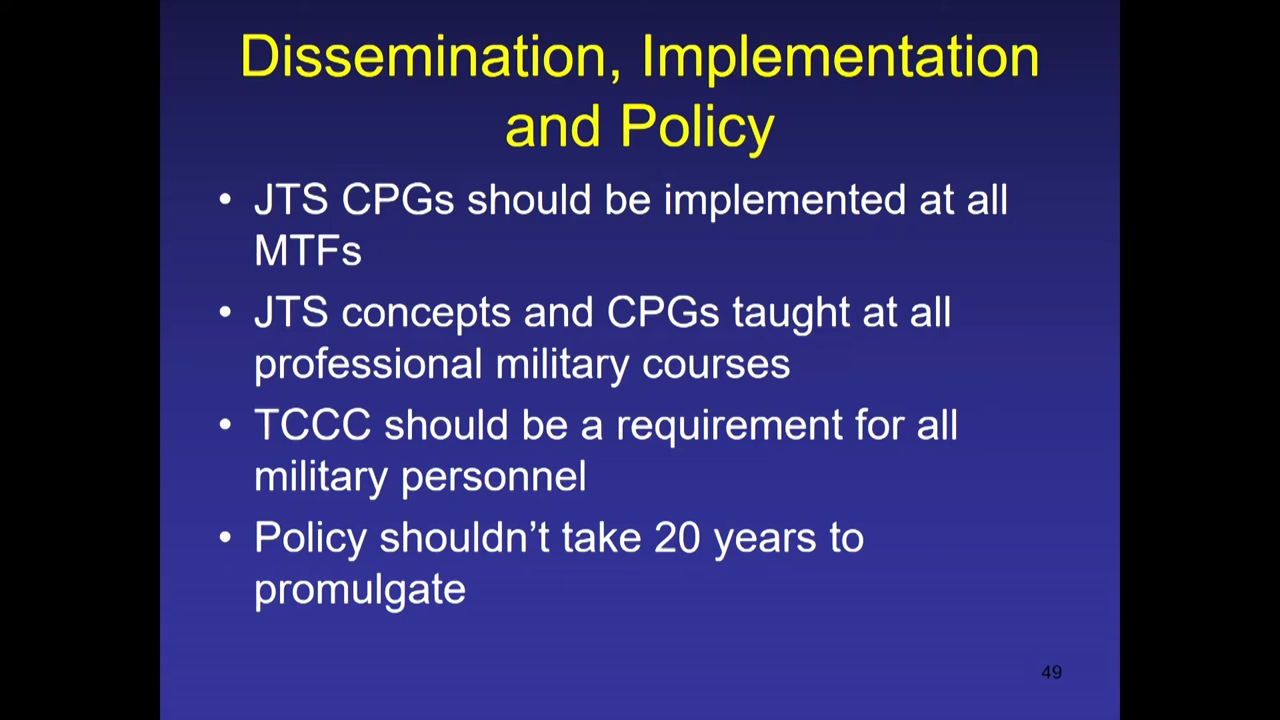 Dissemination, Implementation
and Policy
• JTS CPGs should be implemented at all
MTFs
• JTS concepts and CPGs taught at all
professional military courses
• TCCC should be a requirement for all
military personnel
• Policy shouldn’t take 20 years to
promulgate
49